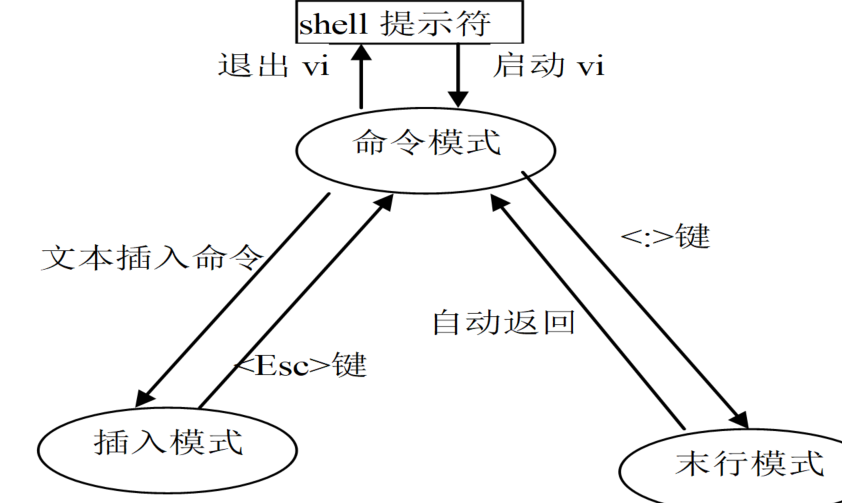 shell 提示符
退出 vi
启动 vi
命令模式
文本插入命令
<:>键
自动返回
<Esc>键
插入模式
末行模式